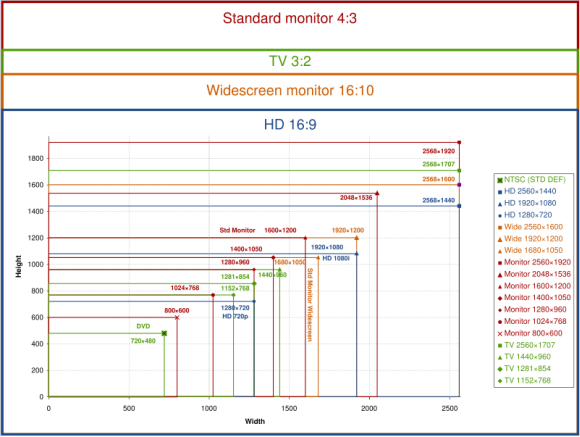 Standard monitor 4:3
TV 3:2
Widescreen monitor 16:10
HD 16:9
2568×1920
2568×1707
2568×1600
2048×1536
2568×1440
Std Monitor 1600×1200 1920×1200
1400×1050 1920×1080
1280×960 1680×1050 HD 1080i
1281×854 1440×960
1024×768 1152×768
1280×720
HD 720p
800×600
DVD
720×480
Std Monitor Widescreen
Height
1800
1600
1400
1200
1000
800
600
400
200
0
0 500 1000 1500 2000 2500
Width
NTSC (STD DEF)
HD 2560×1440
HD 1920×1080
HD 1280×720
Wide 2560×1600
Wide 1920×1200
Wide 1680×1050
Monitor 2560×1920
Monitor 2048×1536
Monitor 1600×1200
Monitor 1400×1050
Monitor 1280×960
Monitor 1024×768
Monitor 800×600
TV 2560×1707
TV 1440×960
TV 1281×854
TV 1152×768